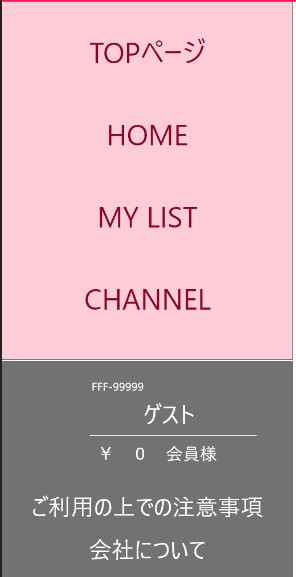 TOPページ
HOME
MY LIST
CHANNEL
FFF-99999
ゲスト
¥ 0 会員様
ご利用の上での注意事項
会社について